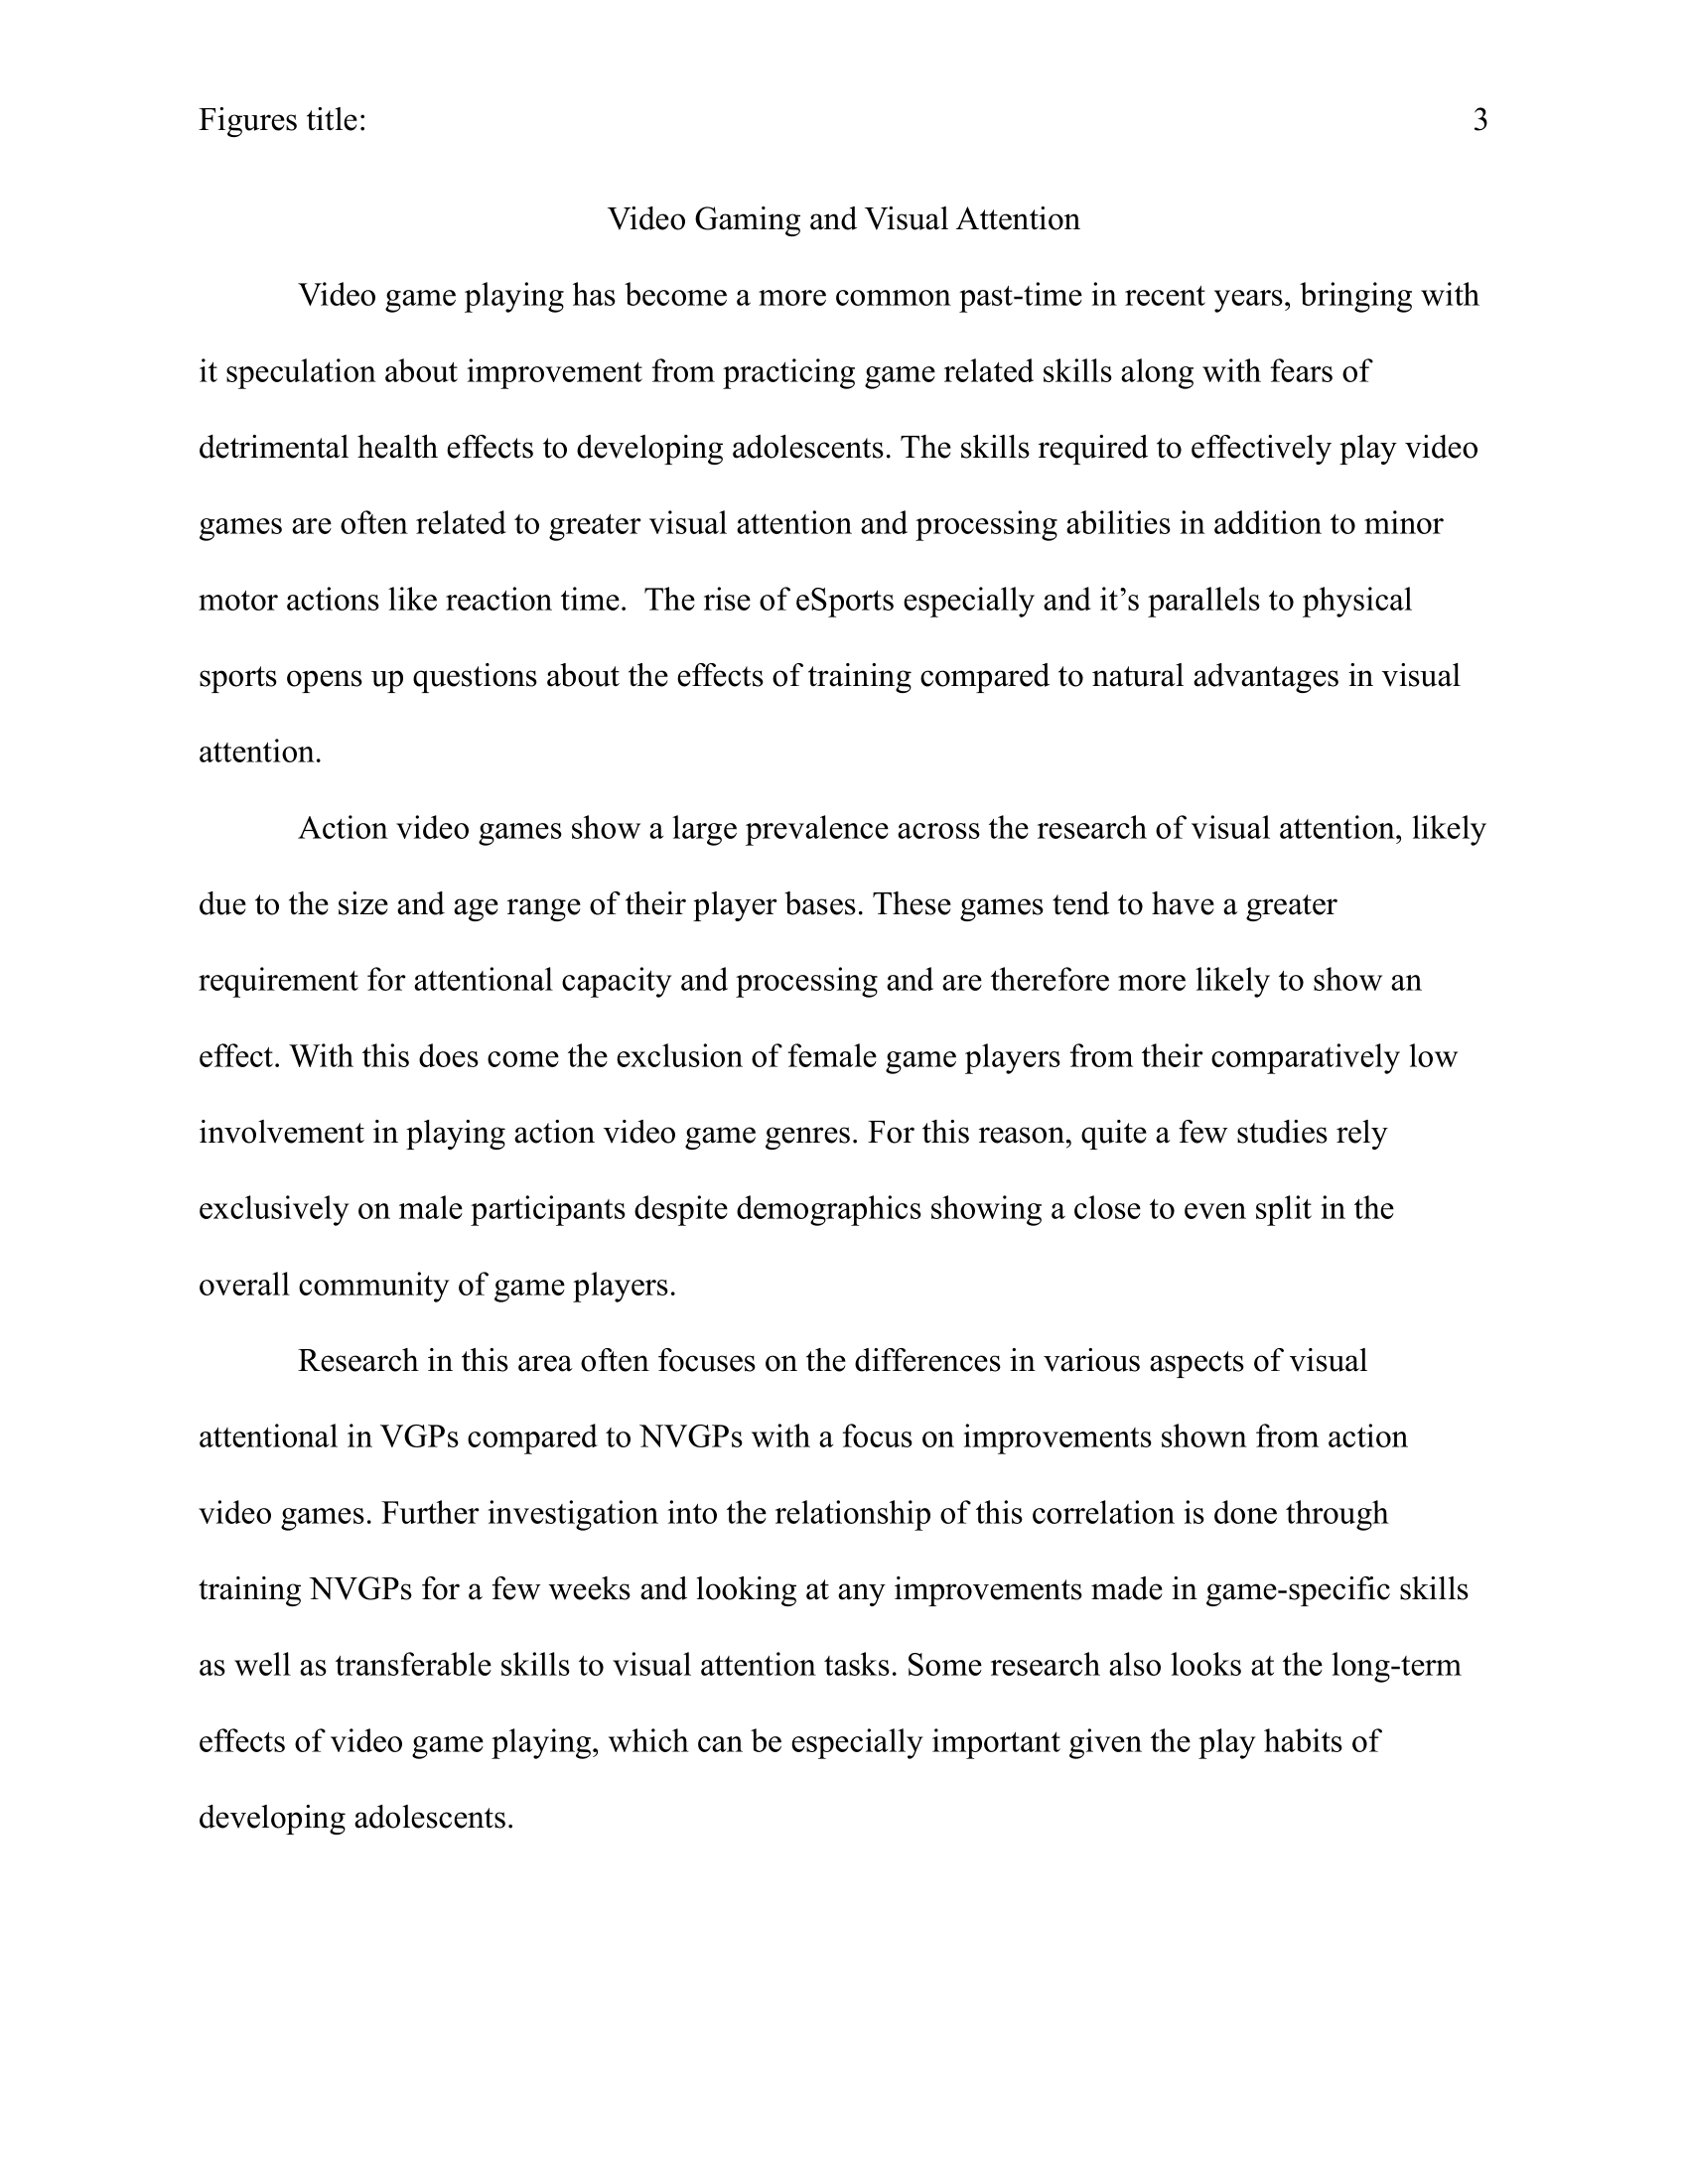 Figures title: 3
Video Gaming and Visual Attention
Video game playing has become a more common past-time in recent years, bringing with
it speculation about improvement from practicing game related skills along with fears of
detrimental health effects to developing adolescents. The skills required to effectively play video
games are often related to greater visual attention and processing abilities in addition to minor
motor actions like reaction time.  The rise of eSports especially and it’s parallels to physical
sports opens up questions about the effects of training compared to natural advantages in visual
attention.
Action video games show a large prevalence across the research of visual attention, likely
due to the size and age range of their player bases. These games tend to have a greater
requirement for attentional capacity and processing and are therefore more likely to show an
effect. With this does come the exclusion of female game players from their comparatively low
involvement in playing action video game genres. For this reason, quite a few studies rely
exclusively on male participants despite demographics showing a close to even split in the
overall community of game players.
Research in this area often focuses on the differences in various aspects of visual
attentional in VGPs compared to NVGPs with a focus on improvements shown from action
video games. Further investigation into the relationship of this correlation is done through
training NVGPs for a few weeks and looking at any improvements made in game-specific skills
as well as transferable skills to visual attention tasks. Some research also looks at the long-term
effects of video game playing, which can be especially important given the play habits of
developing adolescents.